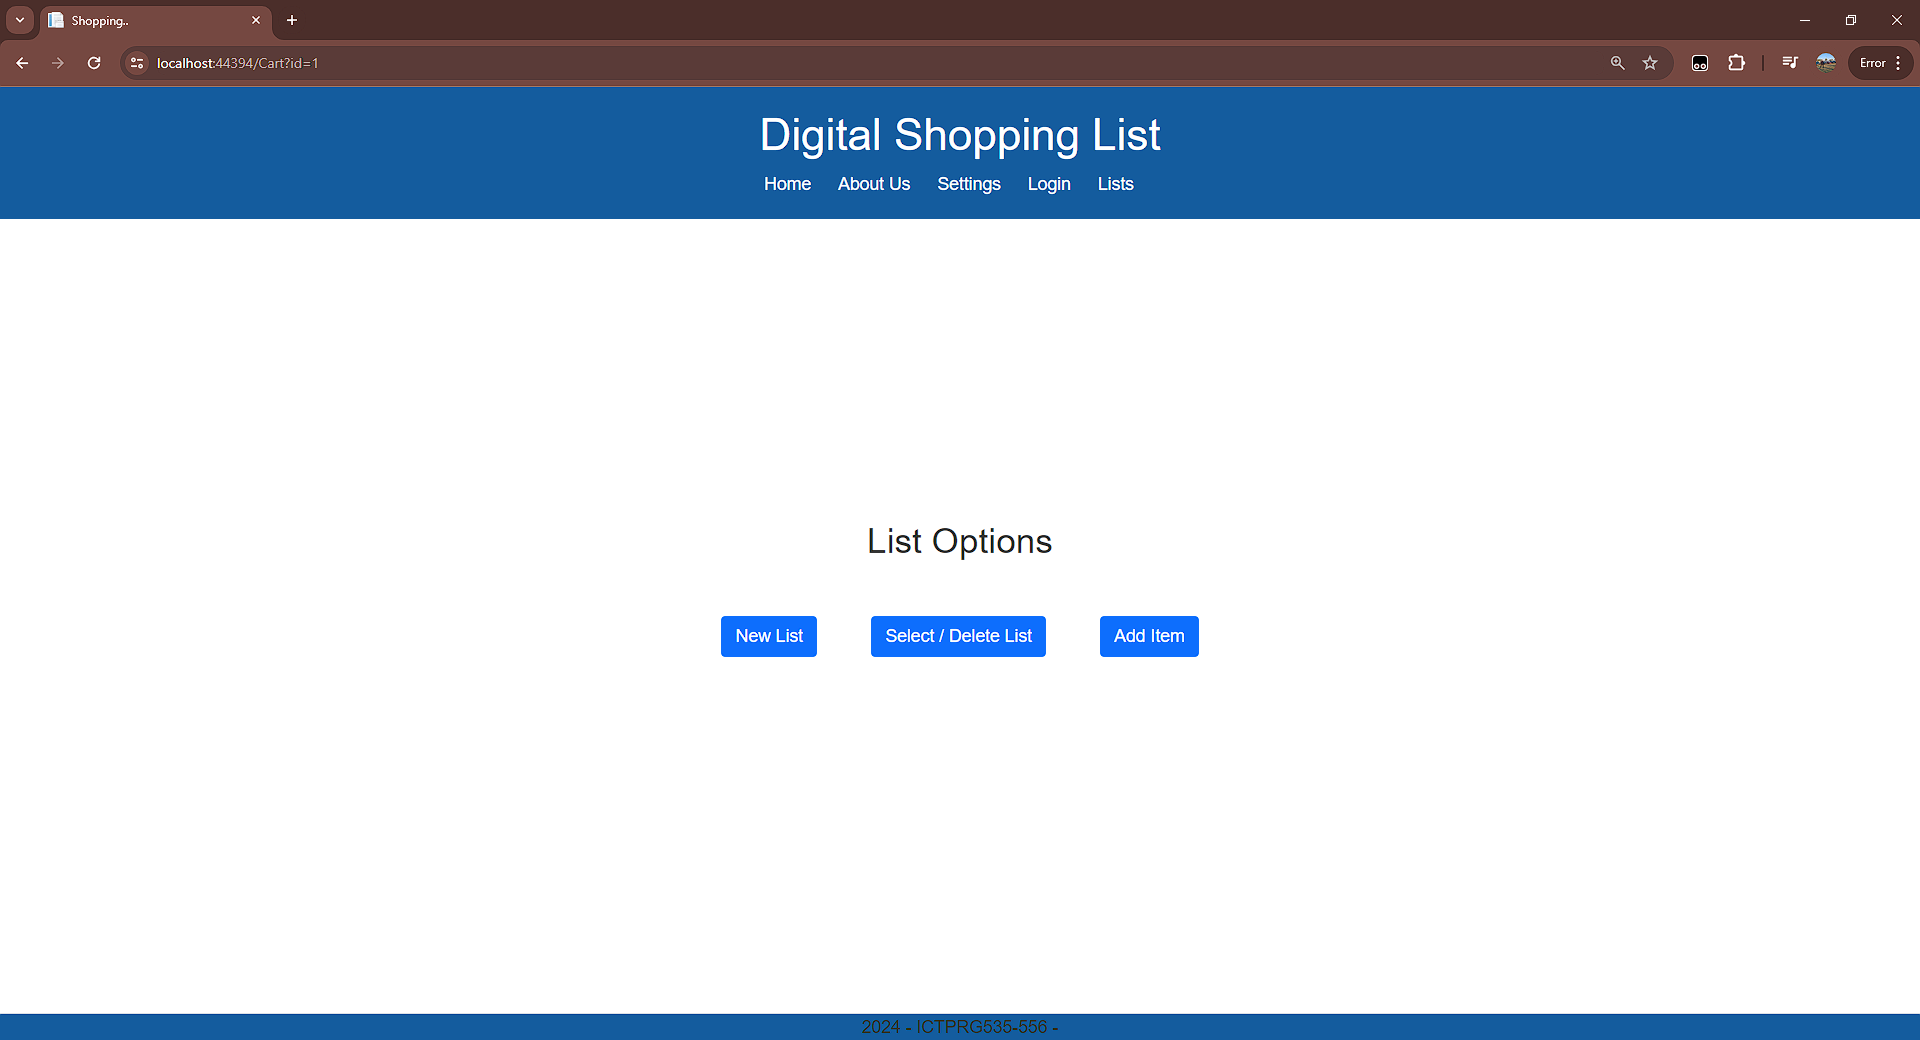 Shopping..
localhost:44394/Cart?id=1
Error
Digital Shopping List
Home About Us Settings Login Lists
List Options
New List Select / Delete List Add Item
2024 - ICTPRG535-556 -